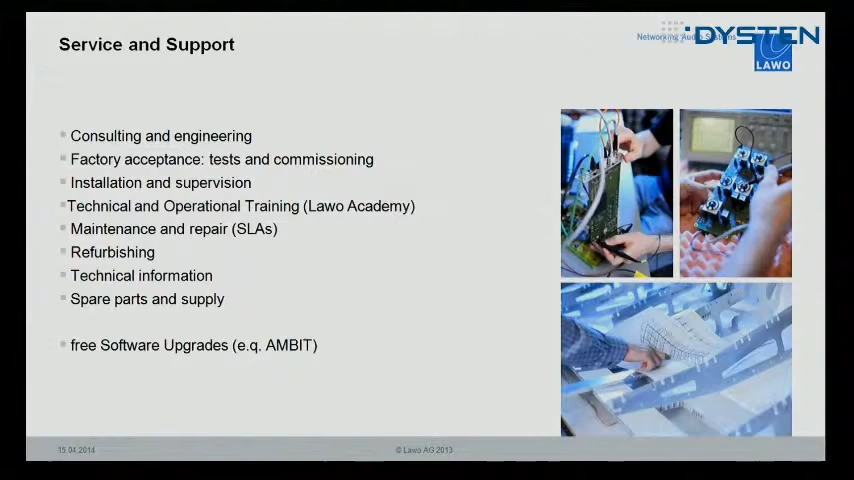 Service and Support
Networking Audio Systems
DYSTEN
LAWO
Consulting and engineering
Factory acceptance: tests and commissioning
Installation and supervision
Technical and Operational Training (Lawo Academy)
Maintenance and repair (SLAs)
Refurbishing
Technical information
Spare parts and supply
free Software Upgrades (e.q. AMBIT)
15.04.2014
© Lawo AG 2013